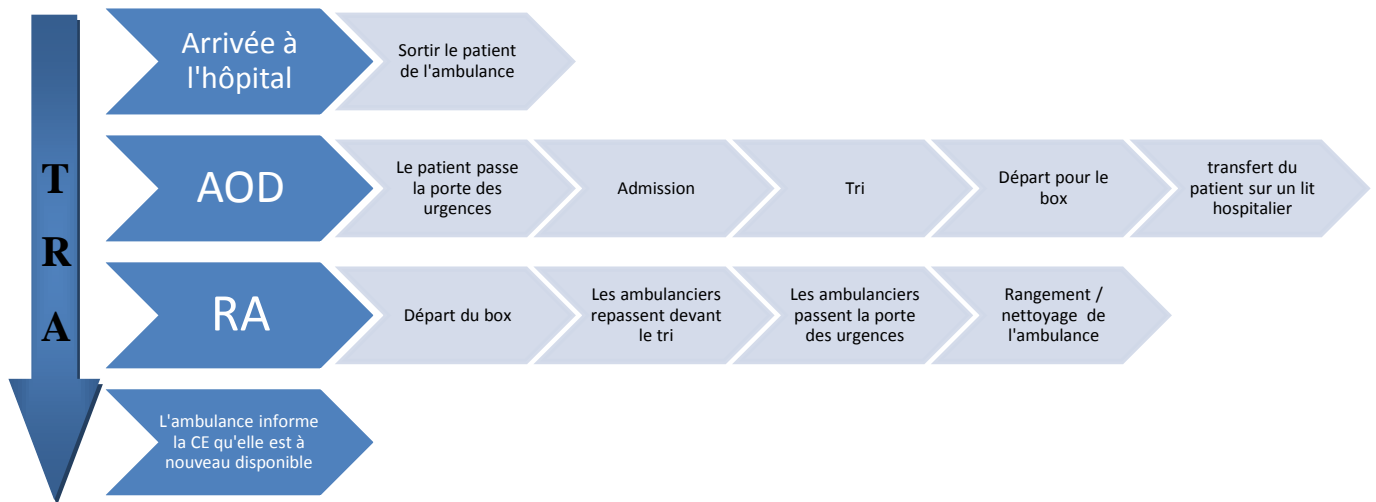 T
R
A
Arrivée à
l'hôpital
Sortir le patient
de l'ambulance
AOD
Le patient passe
la porte des
urgences
Admission
Tri
Départ pour le
box
transfert du
patient sur un lit
hospitalier
RA
Départ du box
Les ambulanciers
repassent devant
le tri
Les ambulanciers
passent la porte
des urgences
Rangement /
nettoyage de
l'ambulance
L'ambulance informe
la CE qu'elle est à
nouveau disponible